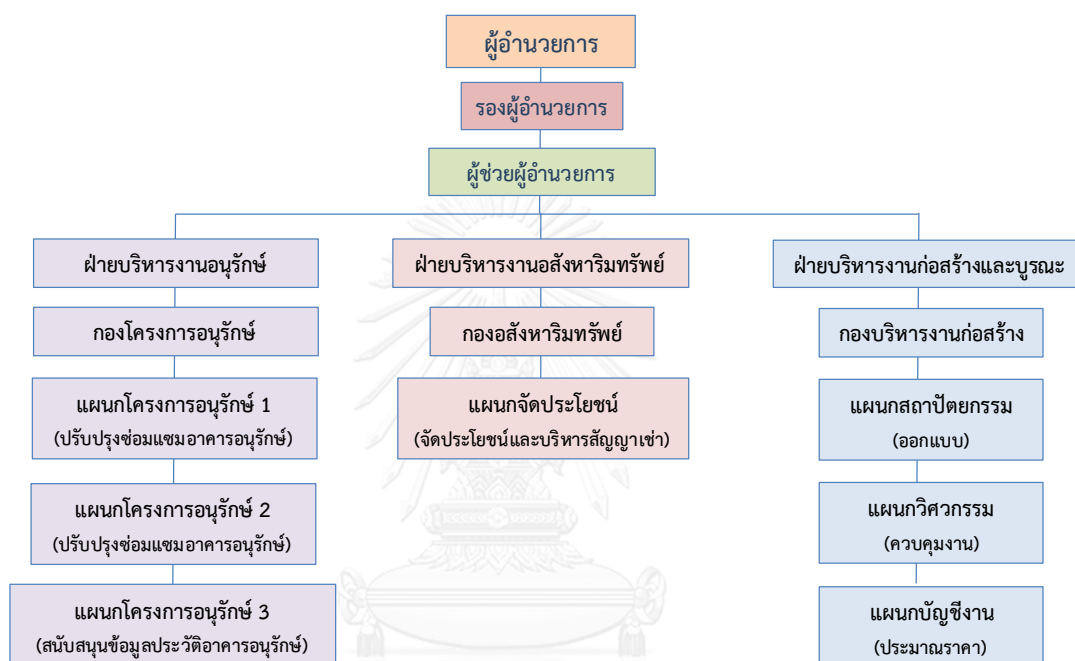 ผู้อำนวยการ
รองผู้อำนวยการ
ผู้ช่วยผู้อำนวยการ
ฝ่ายบริหารงานอนุรักษ์
กองโครงการอนุรักษ์
แผนกโครงการอนุรักษ์ 1
(ปรับปรุงซ่อมแซมอาคารอนุรักษ์)
แผนกโครงการอนุรักษ์ 2
(ปรับปรุงซ่อมแซมอาคารอนุรักษ์)
แผนกโครงการอนุรักษ์ 3
(สนับสนุนข้อมูลประวัติอาคารอนุรักษ์)
ฝ่ายบริหารงานอสังหาริมทรัพย์
กองอสังหาริมทรัพย์
แผนกจัดประโยชน์
(จัดประโยชน์และบริหารสัญญาเช่า)
ฝ่ายบริหารงานก่อสร้างและบูรณะ
กองบริหารงานก่อสร้าง
แผนกสถาปัตยกรรม
(ออกแบบ)
แผนกวิศวกรรม
(ควบคุมงาน)
แผนกบัญชีงาน
(ประมาณราคา)